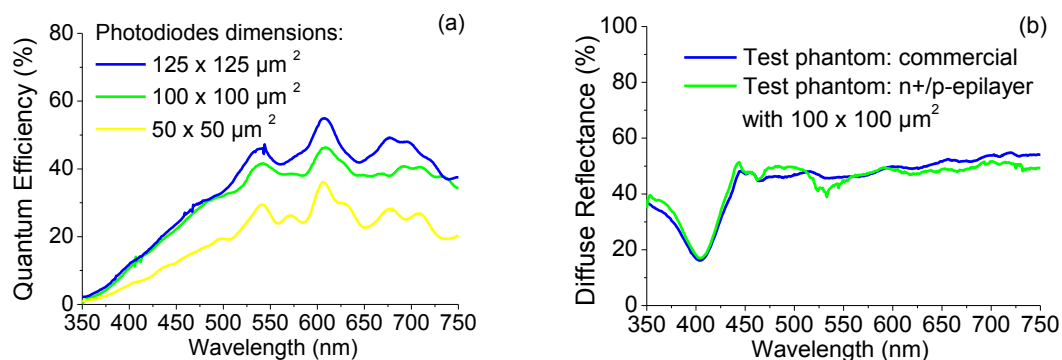 (a)
Photodiodes dimensions:
125 x 125 µm ²
100 x 100 µm ²
50 x 50 µm ²
Quantum Efficiency (%)
80
60
40
20
0
350 400 450 500 550 600 650 700 750
Wavelength (nm)
(b)
Test phantom: commercial
Test phantom: n+/p-epilayer
with 100 x 100 µm²
Diffuse Reflectance (%)
100
80
60
40
20
0
350 400 450 500 550 600 650 700 750
Wavelength (nm)